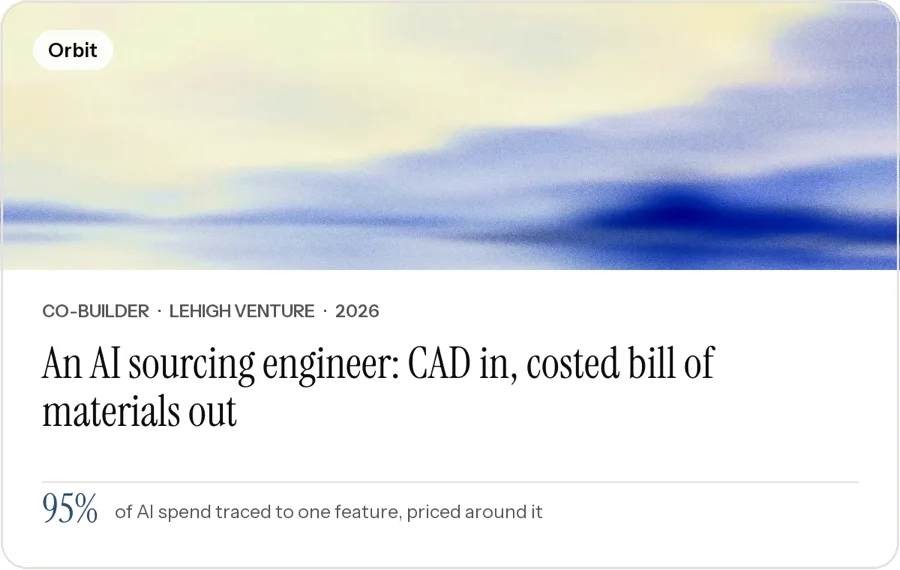 Orbit
CO-BUILDER · LEHIGH VENTURE · 2026
An AI sourcing engineer: CAD in, costed bill of
materials out
95% of AI spend traced to one feature, priced around it